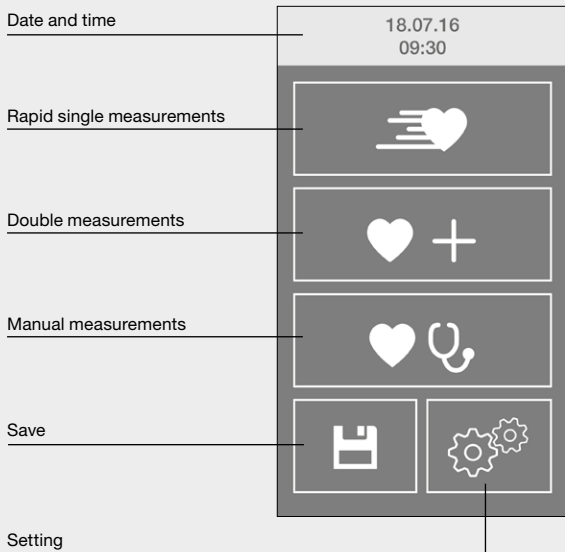 Date and time
18.07.16
09:30
Rapid single measurements
Double measurements
Manual measurements
Save
Setting